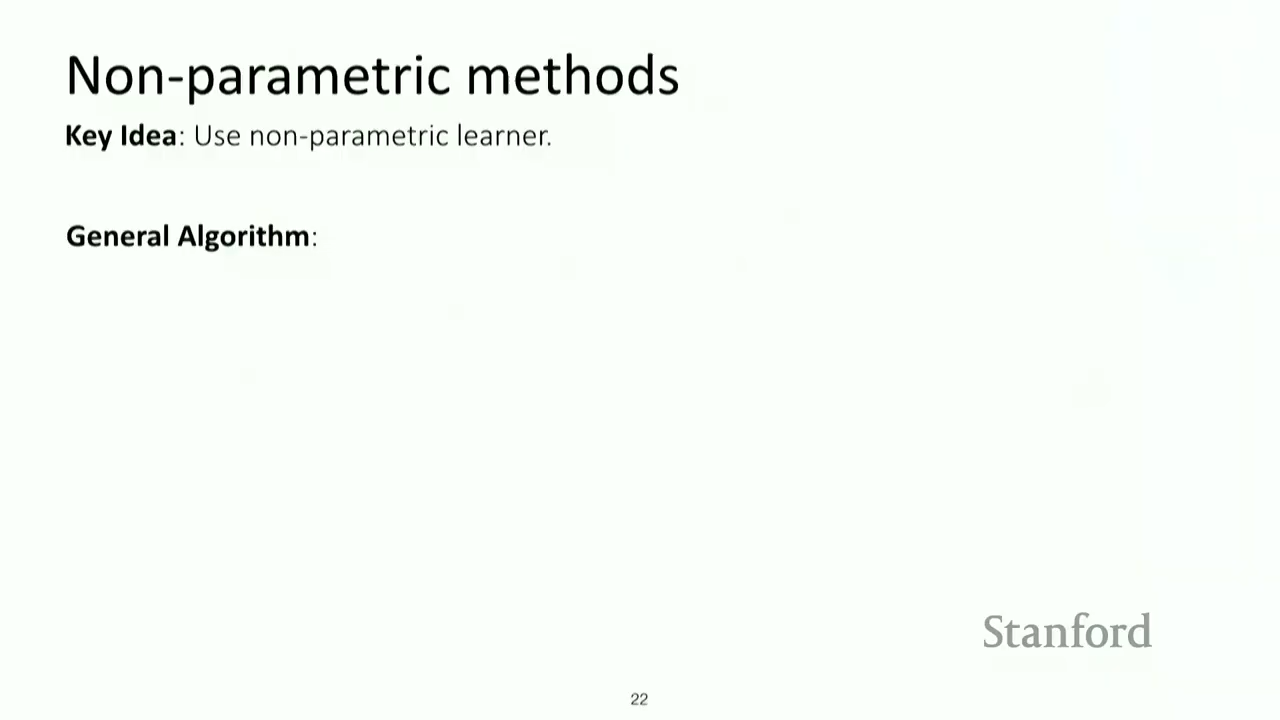 Non-parametric methods
Key Idea: Use non-parametric learner.
General Algorithm:
Stanford
22